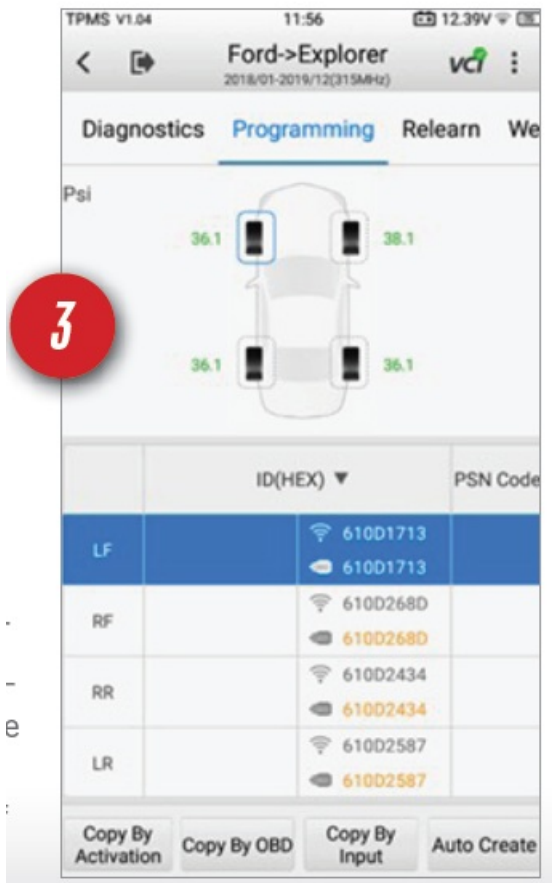 TPMS V1.04 11:56 12.39V
Ford->Explorer VCI
2018/01-2019/12(315MHz)
Diagnostics Programming Relearn We
Psi
36.1 38.1
3
36.1 36.1
ID(HEX) ▼ PSN Code
LF 610D1713
610D1713
RF 610D268D
610D268D
RR 610D2434
610D2434
e
LR 610D2587
610D2587
Copy By Activation Copy By OBD Copy By Input Auto Create